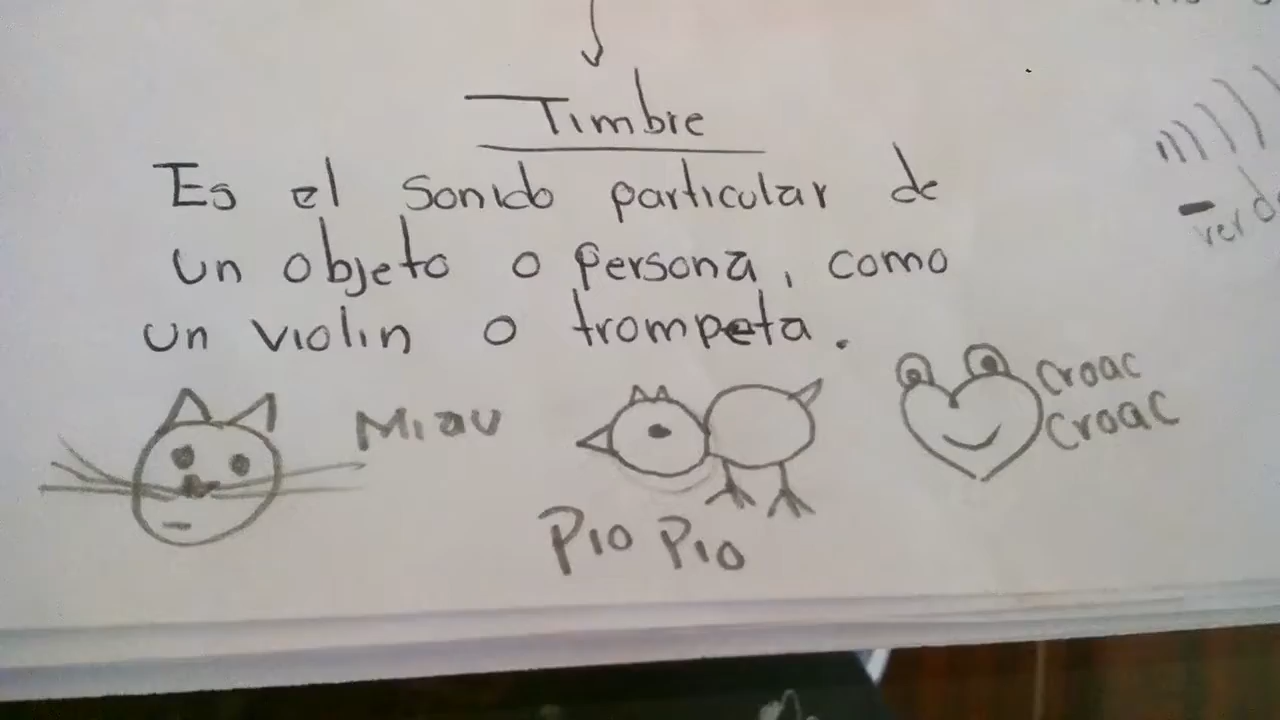 Timbre
Es el sonido particular de
un objeto o persona, como
un violin o trompeta.
Miau
Pio Pio
Croac
Croac